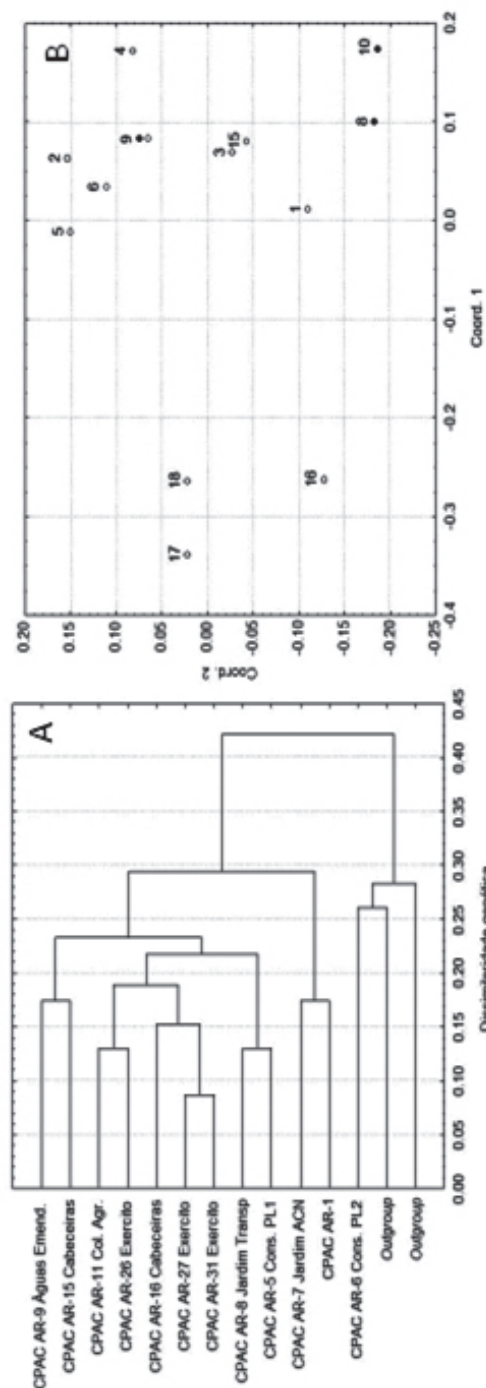 A
CPAC AR-9 Águas Emend.
CPAC AR-15 Cabeceiras
CPAC AR-11 Col. Agr.
CPAC AR-26 Exercito
CPAC AR-16 Cabeceiras
CPAC AR-27 Exercito
CPAC AR-31 Exercito
CPAC AR-8 Jardim Transp
CPAC AR-5 Cons. PL1
CPAC AR-7 Jardim ACN
CPAC AR-1
CPAC AR-6 Cons. PL2
Outgroup
Outgroup
0.00 0.05 0.10 0.15 0.20 0.25 0.30 0.35 0.40 0.45
B
Coord. 2
0.20
0.15
0.10
0.05
0.00
-0.05
-0.10
-0.15
-0.20
-0.25
5 2
6 9 4
3 15
17 18
1
16 8 10
-0.4 -0.3 -0.2 -0.1 0.0 0.1 0.2
Coord. 1